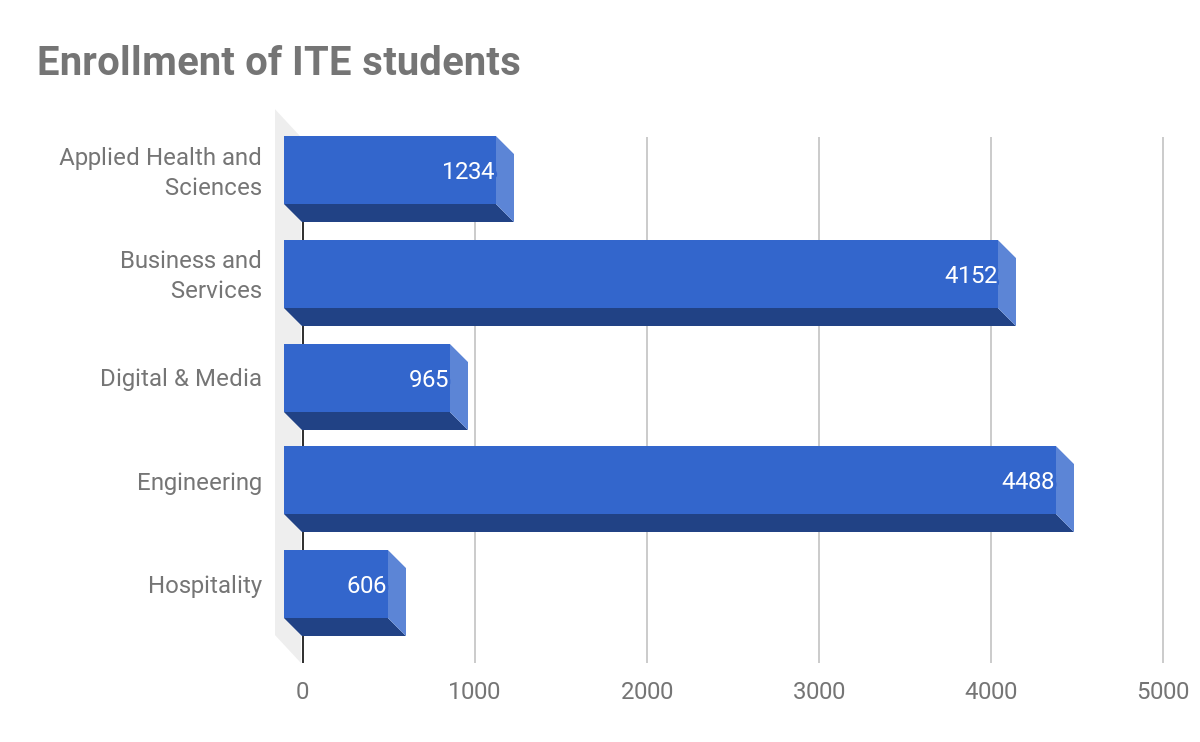 Enrollment of ITE students
Applied Health and
Sciences
1234
Business and
Services
4152
Digital & Media
965
Engineering
4488
Hospitality
606
0 1000 2000 3000 4000 5000